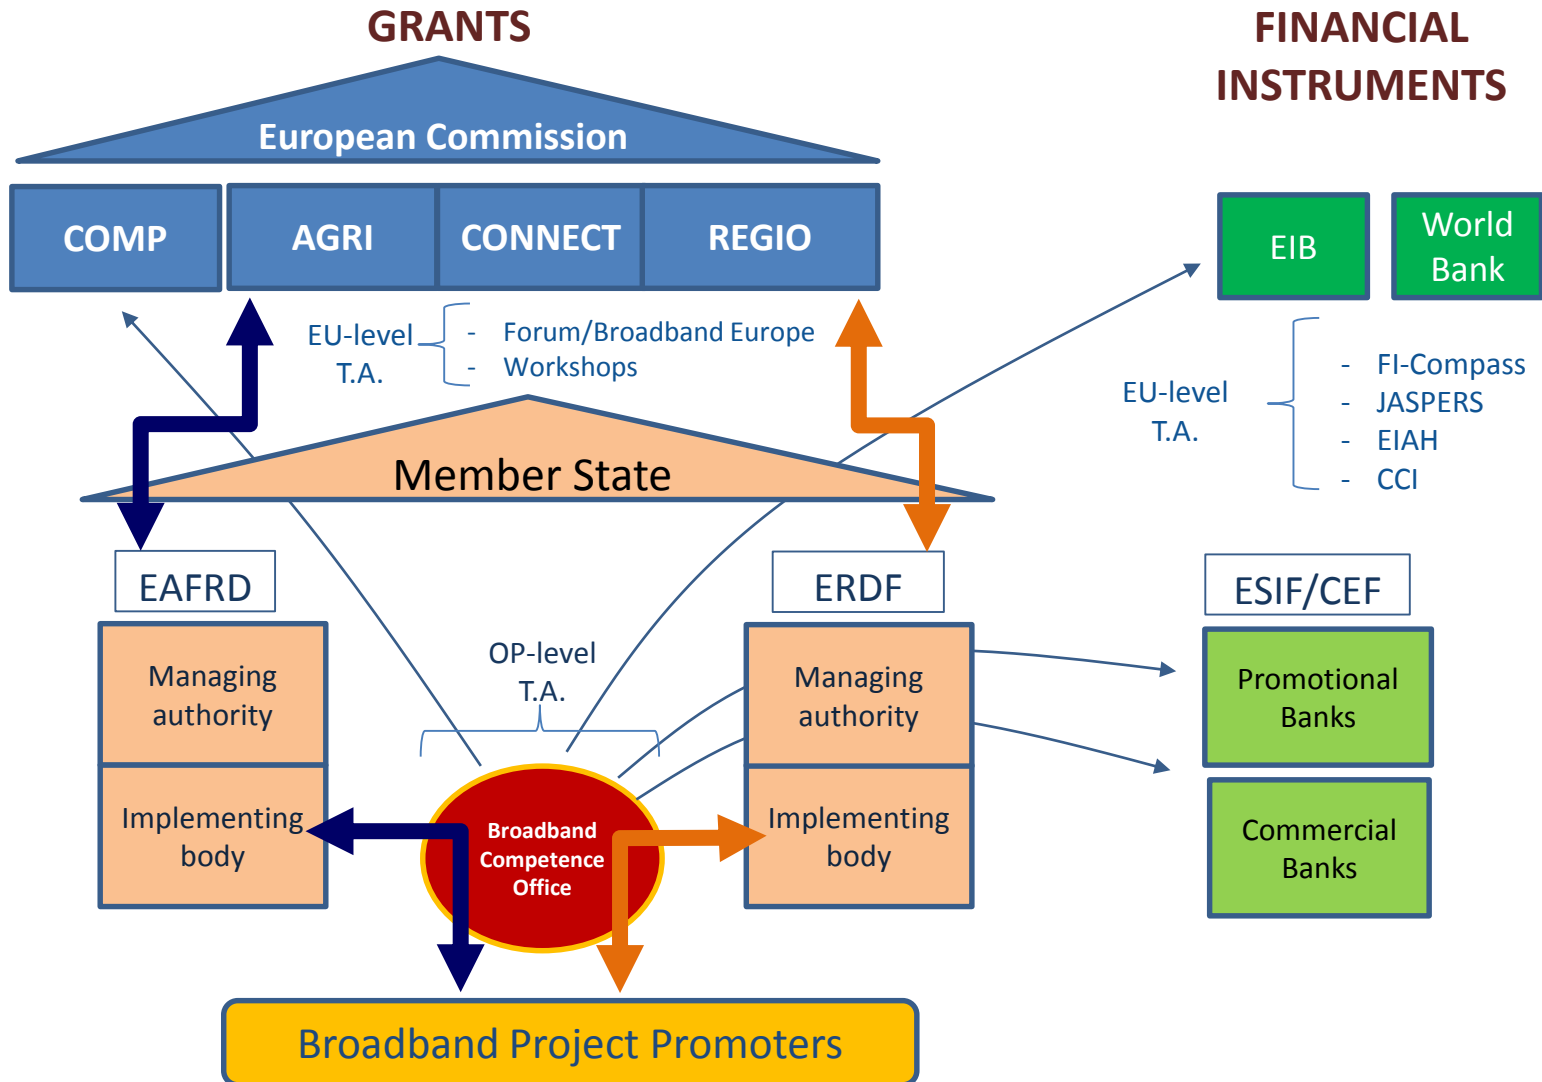 GRANTS
FINANCIAL
INSTRUMENTS
European Commission
COMP
AGRI
CONNECT
REGIO
EIB
World
Bank
EU-level
T.A.
- Forum/Broadband Europe
- Workshops
EU-level
T.A.
- FI-Compass
- JASPERS
- EIAH
- CCI
Member State
EAFRD
ERDF
ESIF/CEF
OP-level
T.A.
Managing
authority
Managing
authority
Promotional
Banks
Implementing
body
Broadband
Competence
Office
Implementing
body
Commercial
Banks
Broadband Project Promoters